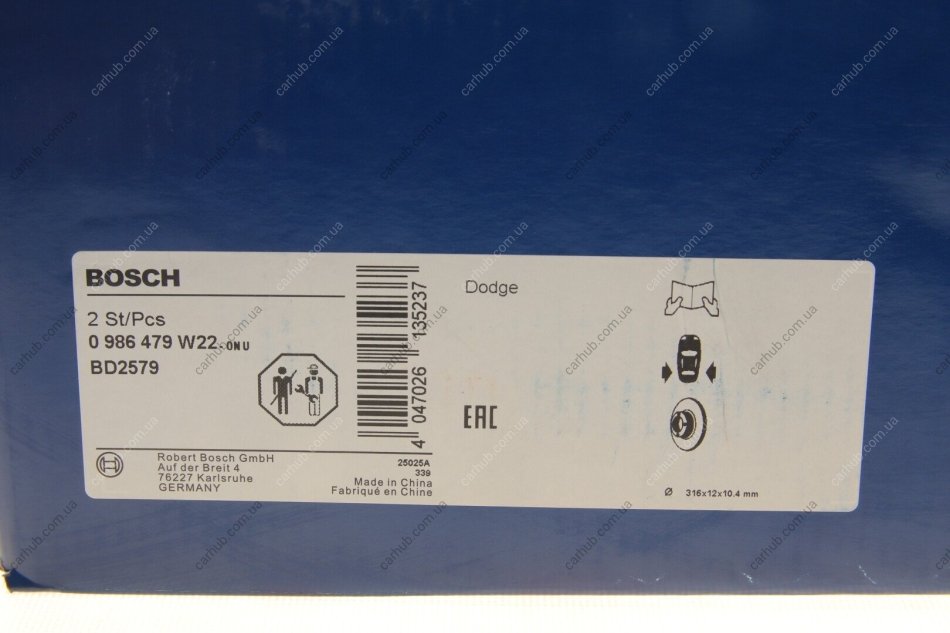 BOSCH
2 St/Pcs
0 986 479 W22-0NU
BD2579
4 047026 135237
Dodge
EAC
Robert Bosch GmbH
Auf der Breit 4
76227 Karlsruhe
GERMANY
25025A
339
Made in China
Fabriqué en Chine
Ø 316x12x10.4 mm
carhub.com.ua